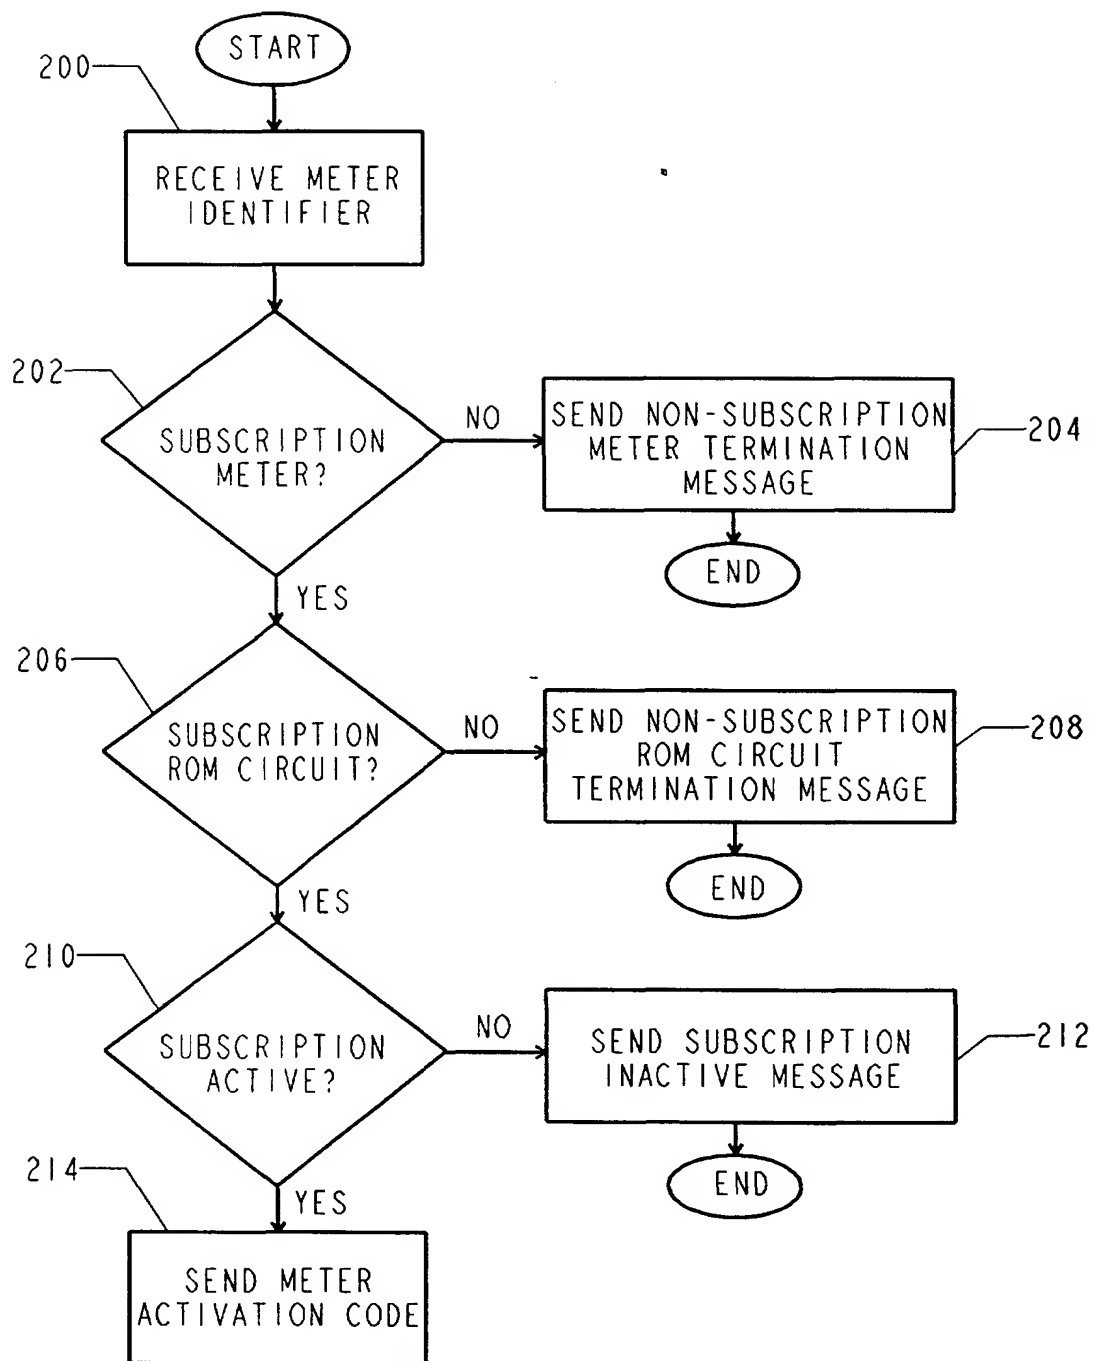 START
200
RECEIVE METER
IDENTIFIER
202
SUBSCRIPTION
METER?
NO
SEND NON-SUBSCRIPTION
METER TERMINATION
MESSAGE
204
END
YES
206
SUBSCRIPTION
ROM CIRCUIT?
NO
SEND NON-SUBSCRIPTION
ROM CIRCUIT
TERMINATION MESSAGE
208
END
YES
210
SUBSCRIPTION
ACTIVE?
NO
SEND SUBSCRIPTION
INACTIVE MESSAGE
212
END
YES
214
SEND METER
ACTIVATION CODE